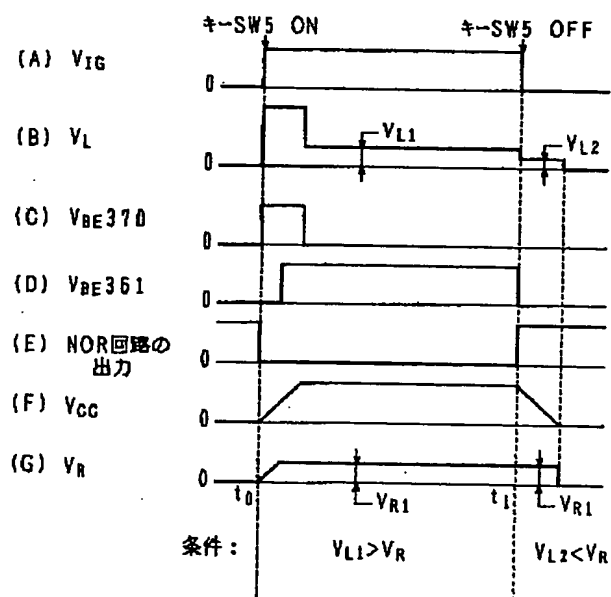 キーSW5 ON キーSW5 OFF
(A) VIG 0
(B) VL 0 VL1 VL2
(C) VBE370 0
(D) VBE361 0
(E) NOR回路の出力 0
(F) VCC 0
(G) VR 0 t0 VR1 t1 VR1
条件： VL1>VR VL2<VR